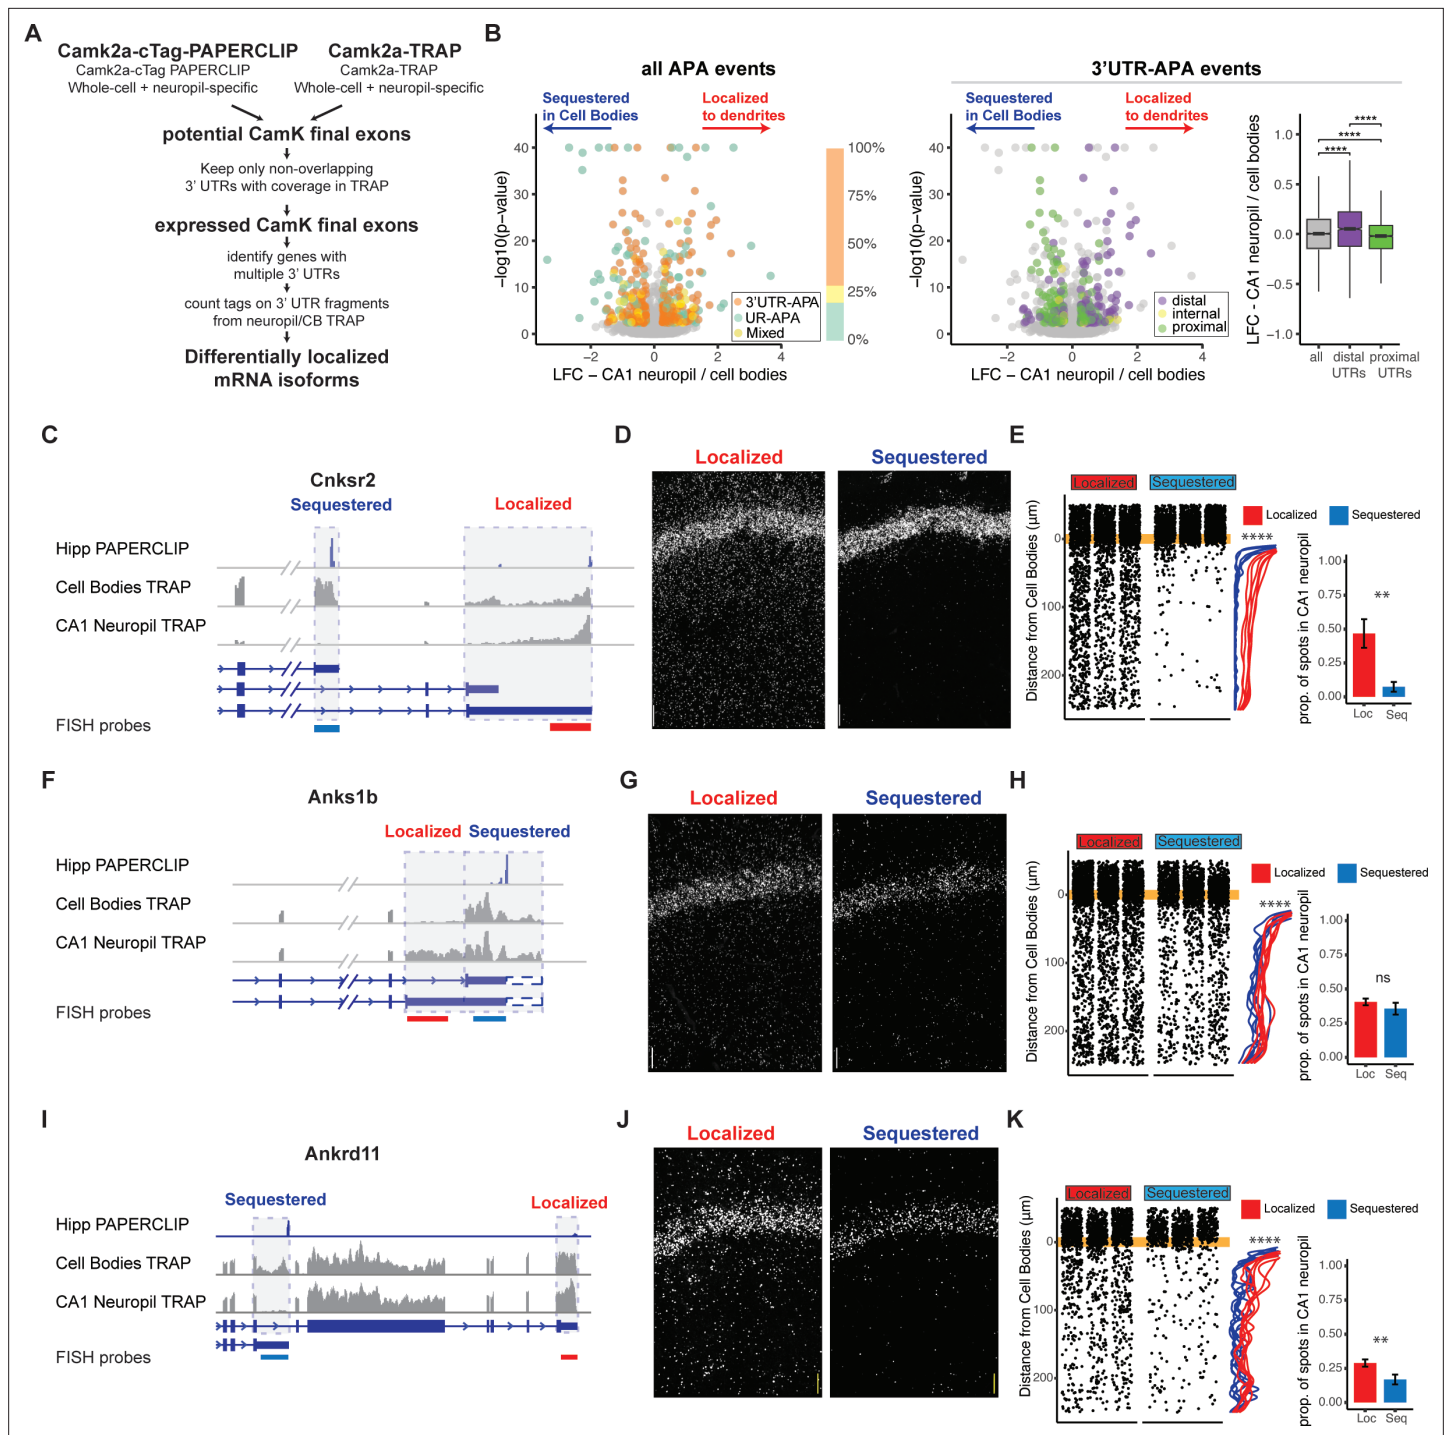 A
Camk2a-cTag-PAPERCLIP
Camk2a-cTag PAPERCLIP
Whole-cell + neuropil-specific
Camk2a-TRAP
Camk2a-TRAP
Whole-cell + neuropil-specific
potential CamK final exons
Keep only non-overlapping
3' UTRs with coverage in TRAP
expressed CamK final exons
identify genes with
multiple 3' UTRs
count tags on 3' UTR fragments
from neuropil/CB TRAP
Differentially localized
mRNA isoforms
B
all APA events
Sequestered
in Cell Bodies
Localized
to dendrites
−log10(p−value)
40
30
20
10
0
−2
0
2
4
LFC − CA1 neuropil / cell bodies
3'UTR-APA
UR-APA
Mixed
100%
75%
50%
25%
0%
3'UTR-APA events
Sequestered
in Cell Bodies
Localized
to dendrites
−log10(p−value)
40
30
20
10
0
−2
0
2
4
LFC − CA1 neuropil / cell bodies
distal
internal
proximal
LFC - CA1 neuropil / cell bodies
1.0
0.5
0.0
−0.5
−1.0
****
****
****
all
distal
UTRs
proximal
UTRs
C
Cnksr2
Sequestered
Localized
Hipp PAPERCLIP
Cell Bodies TRAP
CA1 Neuropil TRAP
FISH probes
D
Localized
Sequestered
E
Localized
Sequestered
Distance from Cell Bodies (µm)
0
100
200
****
Localized
Sequestered
prop. of spots in CA1 neuropil
1.00
0.75
0.50
0.25
0.00
**
Loc
Seq
F
Anks1b
Localized
Sequestered
Hipp PAPERCLIP
Cell Bodies TRAP
CA1 Neuropil TRAP
FISH probes
G
Localized
Sequestered
H
Localized
Sequestered
Distance from Cell Bodies (µm)
0
100
200
****
Localized
Sequestered
prop. of spots in CA1 neuropil
1.00
0.75
0.50
0.25
0.00
ns
Loc
Seq
I
Ankrd11
Sequestered
Localized
Hipp PAPERCLIP
Cell Bodies TRAP
CA1 Neuropil TRAP
FISH probes
J
Localized
Sequestered
K
Localized
Sequestered
Distance from Cell Bodies (µm)
0
100
200
****
Localized
Sequestered
prop. of spots in CA1 neuropil
1.00
0.75
0.50
0.25
0.00
**
Loc
Seq